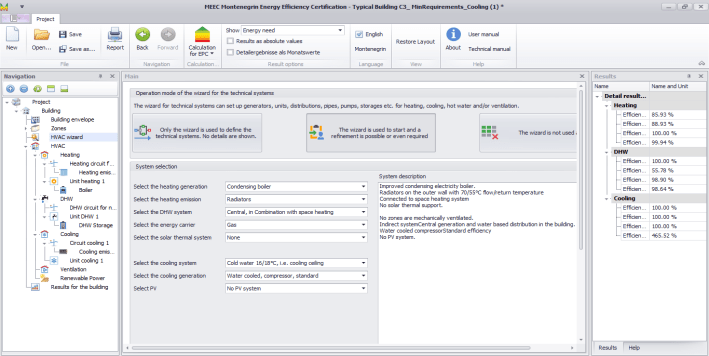 MEEC Montenegrin Energy Efficiency Certification - Typical Building C3_ MinRequirements_Cooling (1) *
Project
New
Open...
Save
Save as...
Report
File
Back
Forward
Navigation
Calculation for EPC
Calculation
Show Energy need
Results as absolute values
Detailergebnisse als Monatswerte
Result options
English
Montenegrin
Language
Restore Layout
View
About
User manual
Technical manual
Help
Navigation
Project
Building
Building envelope
Zones
HVAC wizard
HVAC
Heating
Heating circuit f...
Heating emis...
Unit heating 1
Boiler
DHW
DHW circuit for n...
Unit DHW 1
DHW Storage
Cooling
Circuit cooling 1
Cooling emis...
Unit cooling 1
Ventilation
Renewable Power
Results for the building
Main
Operation mode of the wizard for the technical systems
The wizard for technical systems can set up generators, units, distributions, pipes, pumps, storages etc. for heating, cooling, hot water and/or ventilation.
Only the wizard is used to define the
technical systems. No details are shown.
The wizard is used to start and a
refinement is possible or even required
The wizard is not used
System selection
Select the heating generation Condensing boiler
Select the heating emission Radiators
Select the DHW system Central, in Combination with space heating
Select the energy carrier Gas
Select the solar thermal system None
Select the cooling system Cold water 16/18°C, i.e. cooling ceiling
Select the cooling generation Water cooled, compressor, standard
Select PV No PV system
System description
Improved condensing electricity boiler.
Radiators on the outer wall with 70/55°C flow/return temperature
Connected to space heating system
No solar thermal support.
No zones are mechanically ventilated.
Indirect systemCentral generation and water based distribution in the building.
Water cooled compressorStandard efficiency
No PV system.
Results
Name Name and Unit
Detail result...
Heating
Efficien... 85.93 %
Efficien... 88.93 %
Efficien... 100.00 %
Efficien... 99.94 %
DHW
Efficien... 100.00 %
Efficien... 55.78 %
Efficien... 98.90 %
Efficien... 98.64 %
Cooling
Efficien... 100.00 %
Efficien... 100.00 %
Efficien... 100.00 %
Efficien... 465.52 %
Results Help